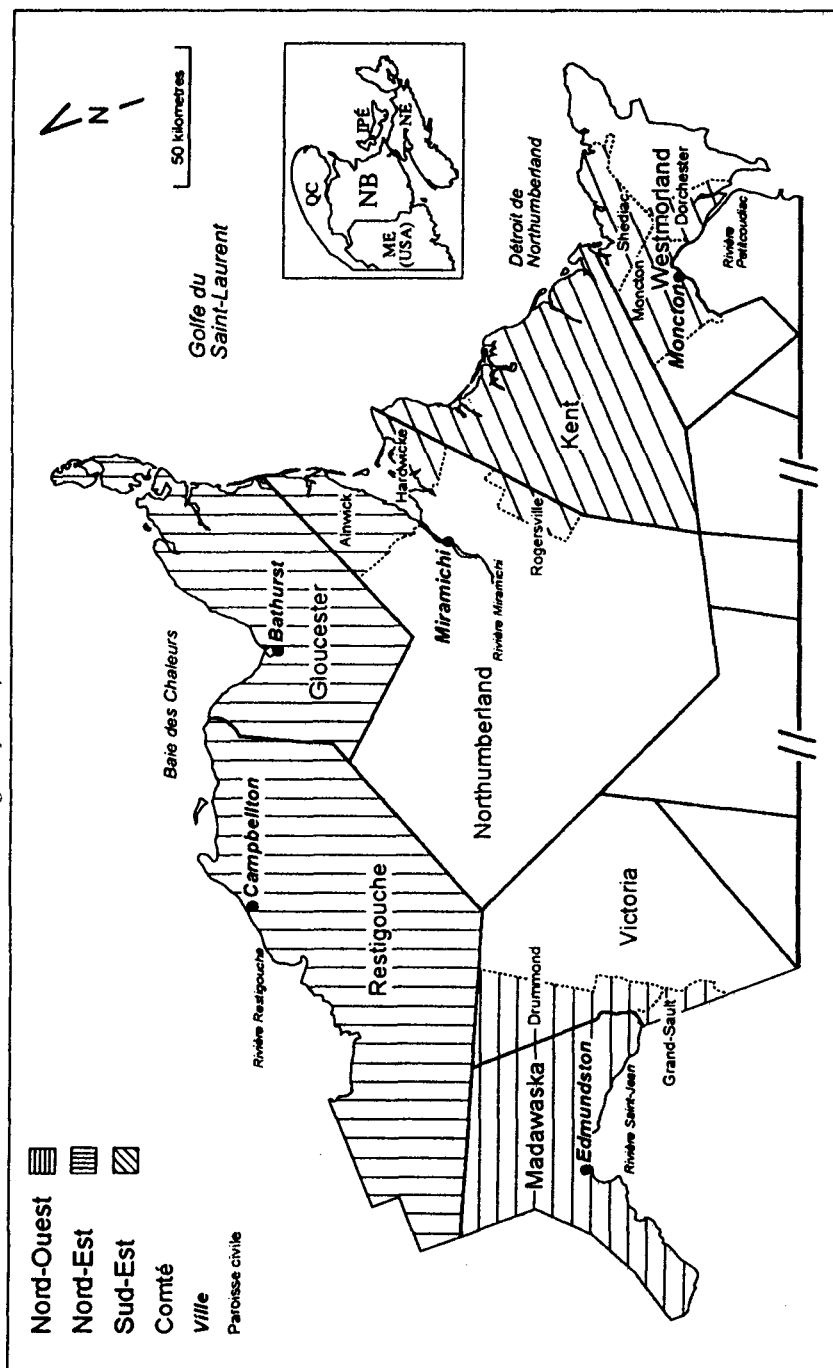 Nord-Ouest
Nord-Est
Sud-Est
Comté
Ville
Paroisse civile
N
50 kilometres
Golfe du
Saint-Laurent
QC
ÎPÉ
NB
NÉ
ME
(USA)
Baie des Chaleurs
Rivière Restigouche
Campbellton
Restigouche
Bathurst
Gloucester
Alnwick
Hardwicke
Miramichi
Rivière Miramichi
Northumberland
Rogersville
Kent
Détroit de
Northumberland
Shediac
Moncton
Westmorland
Dorchester
Moncton
Rivière
Petitcoudiac
Madawaska
Drummond
Edmundston
Victoria
Grand-Sault
Rivière Saint-Jean